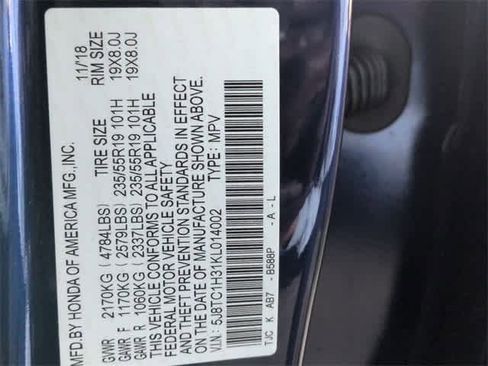 MFD.BY HONDA OF AMERICA MFG.,INC. 11/18
TIRE SIZE RIM SIZE
GVWR 2170KG (4784LBS)
GAWR F 1170KG (2579LBS) 235/55R19 101H 19X8.0J
GAWR R 1060KG (2337LBS) 235/55R19 101H 19X8.0J
THIS VEHICLE CONFORMS TO ALL APPLICABLE
FEDERAL MOTOR VEHICLE SAFETY
AND THEFT PREVENTION STANDARDS IN EFFECT
ON THE DATE OF MANUFACTURE SHOWN ABOVE.
V.I.N.: 5J8TC1H31KL014002 TYPE: MPV
TJC K AB7 - B588P - A - L